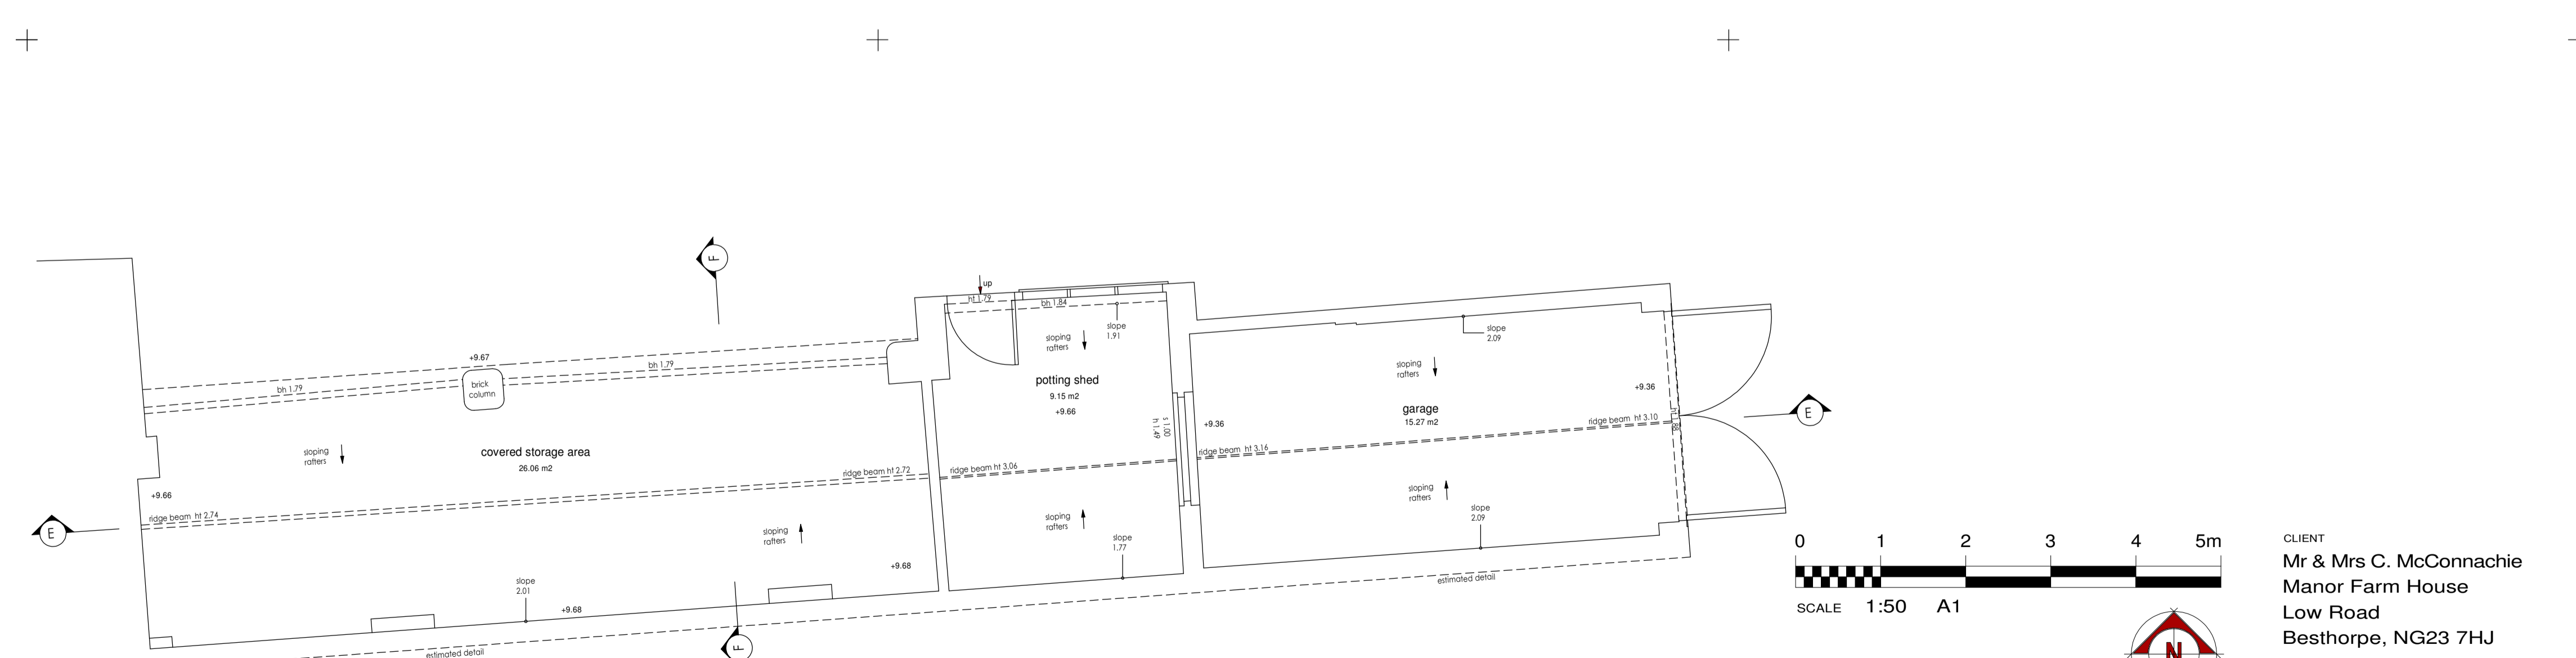 F
up
ht 1.79
bh 1.84
slope
1.91
sloping
rafters
slope
2.09
+9.67
bh 1.79
bh 1.79
brick
column
sloping
rafters
potting shed
9.15 m2
+9.66
s 1.00
h 1.49
+9.36
garage
15.27 m2
+9.36
E
ridge beam ht 3.10
ridge beam ht 3.16
sloping
rafters
covered storage area
26.06 m2
ridge beam ht 2.72
ridge beam ht 3.06
+9.66
ridge beam ht 2.74
E
sloping
rafters
sloping
rafters
sloping
rafters
slope
2.09
slope
1.77
+9.68
slope
2.01
+9.68
estimated detail
estimated detail
F
0 1 2 3 4 5m
SCALE 1:50 A1
N
CLIENT
Mr & Mrs C. McConnachie
Manor Farm House
Low Road
Besthorpe, NG23 7HJ